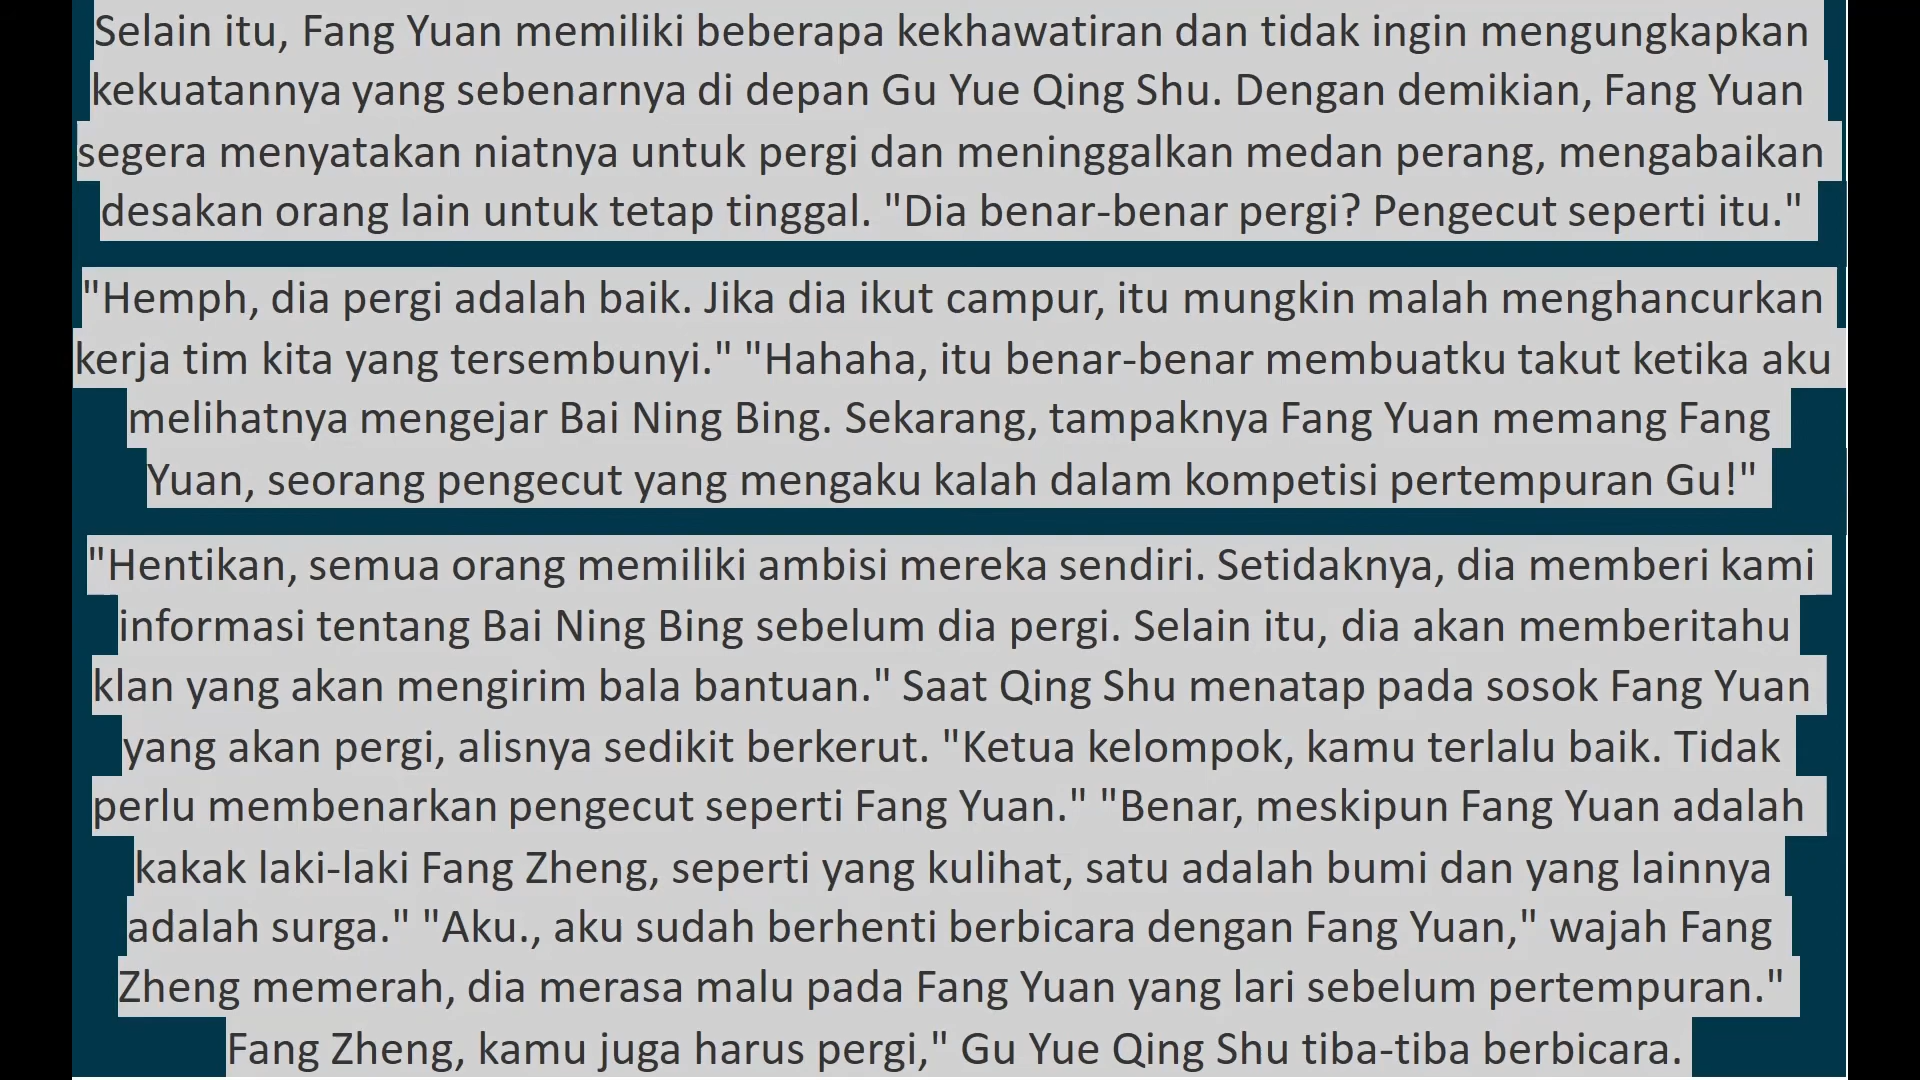 Selain itu, Fang Yuan memiliki beberapa kekhawatiran dan tidak ingin mengungkapkan
kekuatannya yang sebenarnya di depan Gu Yue Qing Shu. Dengan demikian, Fang Yuan
segera menyatakan niatnya untuk pergi dan meninggalkan medan perang, mengabaikan
desakan orang lain untuk tetap tinggal. "Dia benar-benar pergi? Pengecut seperti itu."
"Hemph, dia pergi adalah baik. Jika dia ikut campur, itu mungkin malah menghancurkan
kerja tim kita yang tersembunyi." "Hahaha, itu benar-benar membuatku takut ketika aku
melihatnya mengejar Bai Ning Bing. Sekarang, tampaknya Fang Yuan memang Fang
Yuan, seorang pengecut yang mengaku kalah dalam kompetisi pertempuran Gu!"
"Hentikan, semua orang memiliki ambisi mereka sendiri. Setidaknya, dia memberi kami
informasi tentang Bai Ning Bing sebelum dia pergi. Selain itu, dia akan memberitahu
klan yang akan mengirim bala bantuan." Saat Qing Shu menatap pada sosok Fang Yuan
yang akan pergi, alisnya sedikit berkerut. "Ketua kelompok, kamu terlalu baik. Tidak
perlu membenarkan pengecut seperti Fang Yuan." "Benar, meskipun Fang Yuan adalah
kakak laki-laki Fang Zheng, seperti yang kulihat, satu adalah bumi dan yang lainnya
adalah surga." "Aku., aku sudah berhenti berbicara dengan Fang Yuan," wajah Fang
Zheng memerah, dia merasa malu pada Fang Yuan yang lari sebelum pertempuran."
Fang Zheng, kamu juga harus pergi," Gu Yue Qing Shu tiba-tiba berbicara.